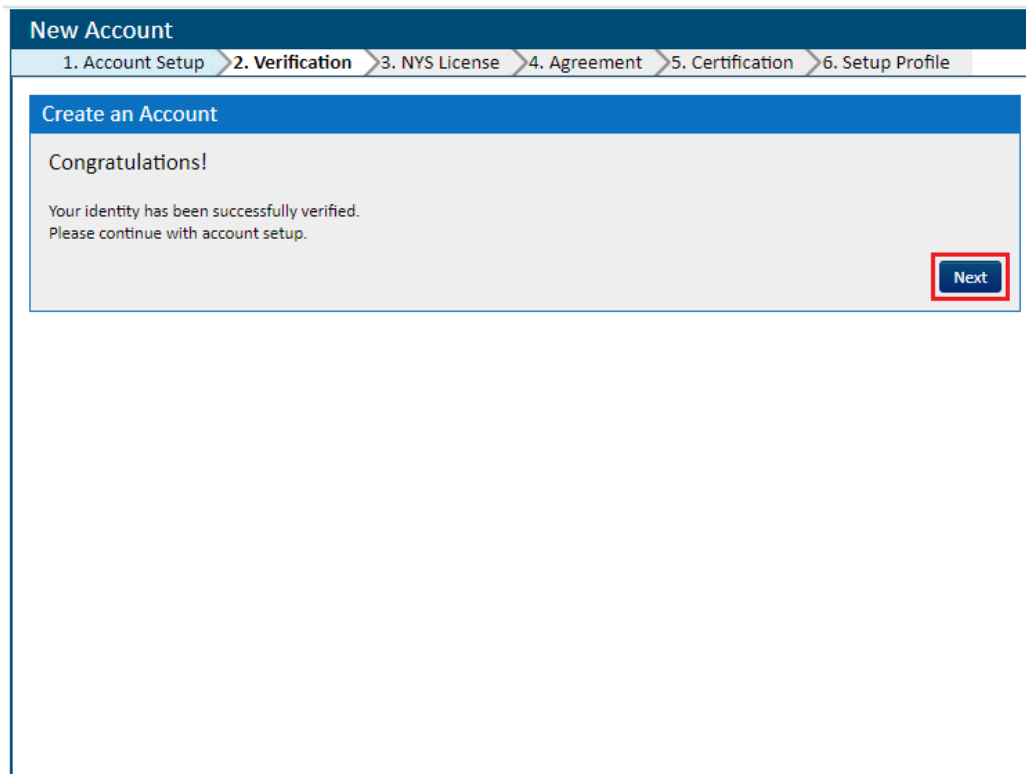 New Account
1. Account Setup 2. Verification 3. NYS License 4. Agreement 5. Certification 6. Setup Profile
Create an Account
Congratulations!
Your identity has been successfully verified.
Please continue with account setup.
Next